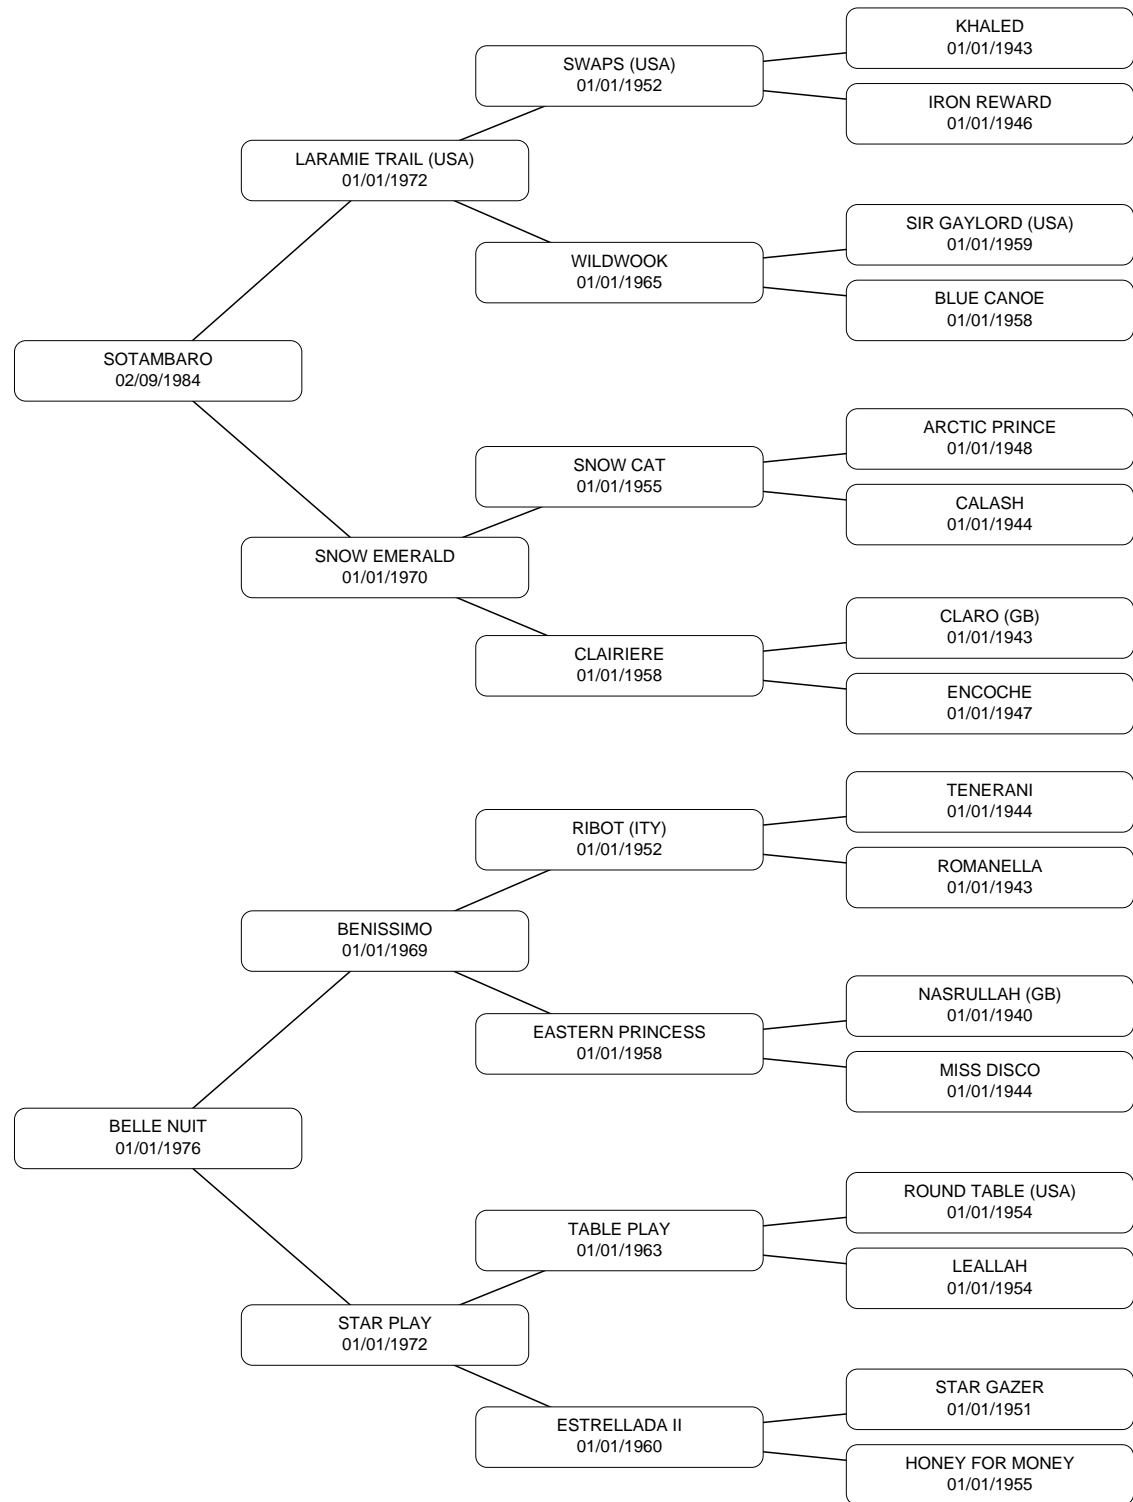 KHALED
01/01/1943
SWAPS (USA)
01/01/1952
IRON REWARD
01/01/1946
LARAMIE TRAIL (USA)
01/01/1972
SIR GAYLORD (USA)
01/01/1959
WILDWOOK
01/01/1965
BLUE CANOE
01/01/1958
SOTAMBARO
02/09/1984
ARCTIC PRINCE
01/01/1948
SNOW CAT
01/01/1955
CALASH
01/01/1944
SNOW EMERALD
01/01/1970
CLARO (GB)
01/01/1943
CLAIRIERE
01/01/1958
ENCOCHE
01/01/1947
TENERANI
01/01/1944
RIBOT (ITY)
01/01/1952
ROMANELLA
01/01/1943
BENISSIMO
01/01/1969
NASRULLAH (GB)
01/01/1940
EASTERN PRINCESS
01/01/1958
MISS DISCO
01/01/1944
BELLE NUIT
01/01/1976
ROUND TABLE (USA)
01/01/1954
TABLE PLAY
01/01/1963
LEALLAH
01/01/1954
STAR PLAY
01/01/1972
STAR GAZER
01/01/1951
ESTRELLADA II
01/01/1960
HONEY FOR MONEY
01/01/1955